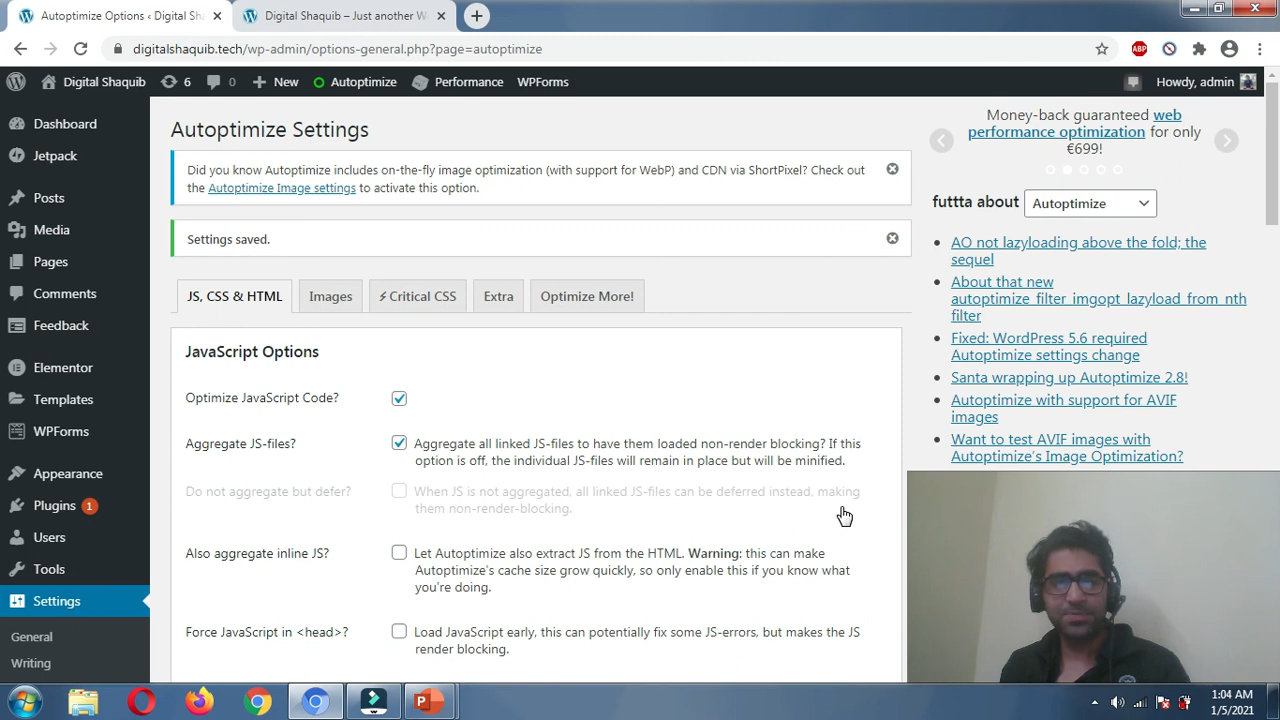 Autoptimize Options ‹ Digital Sha
Digital Shaquib – Just another W
digitalshaquib.tech/wp-admin/options-general.php?page=autoptimize
ABP
Digital Shaquib
6
0
New
Autoptimize
Performance
WPForms
Howdy, admin
Dashboard
Jetpack
Posts
Media
Pages
Comments
Feedback
Elementor
Templates
WPForms
Appearance
Plugins 1
Users
Tools
Settings
General
Writing
Autoptimize Settings
Did you know Autoptimize includes on-the-fly image optimization (with support for WebP) and CDN via ShortPixel? Check out
the Autoptimize Image settings to activate this option.
Settings saved.
JS, CSS & HTML
Images
⚡Critical CSS
Extra
Optimize More!
JavaScript Options
Optimize JavaScript Code?
Aggregate JS-files?
Aggregate all linked JS-files to have them loaded non-render blocking? If this
option is off, the individual JS-files will remain in place but will be minified.
Do not aggregate but defer?
When JS is not aggregated, all linked JS-files can be deferred instead, making
them non-render-blocking.
Also aggregate inline JS?
Let Autoptimize also extract JS from the HTML. Warning: this can make
Autoptimize's cache size grow quickly, so only enable this if you know what
you're doing.
Force JavaScript in <head>?
Load JavaScript early, this can potentially fix some JS-errors, but makes the JS
render blocking.
Money-back guaranteed web
performance optimization for only
€699!
futtta about
Autoptimize
AO not lazyloading above the fold; the
sequel
About that new
autoptimize_filter_imgopt_lazyload_from_nth
filter
Fixed: WordPress 5.6 required
Autoptimize settings change
Santa wrapping up Autoptimize 2.8!
Autoptimize with support for AVIF
images
Want to test AVIF images with
Autoptimize's Image Optimization?
1:04 AM
1/5/2021